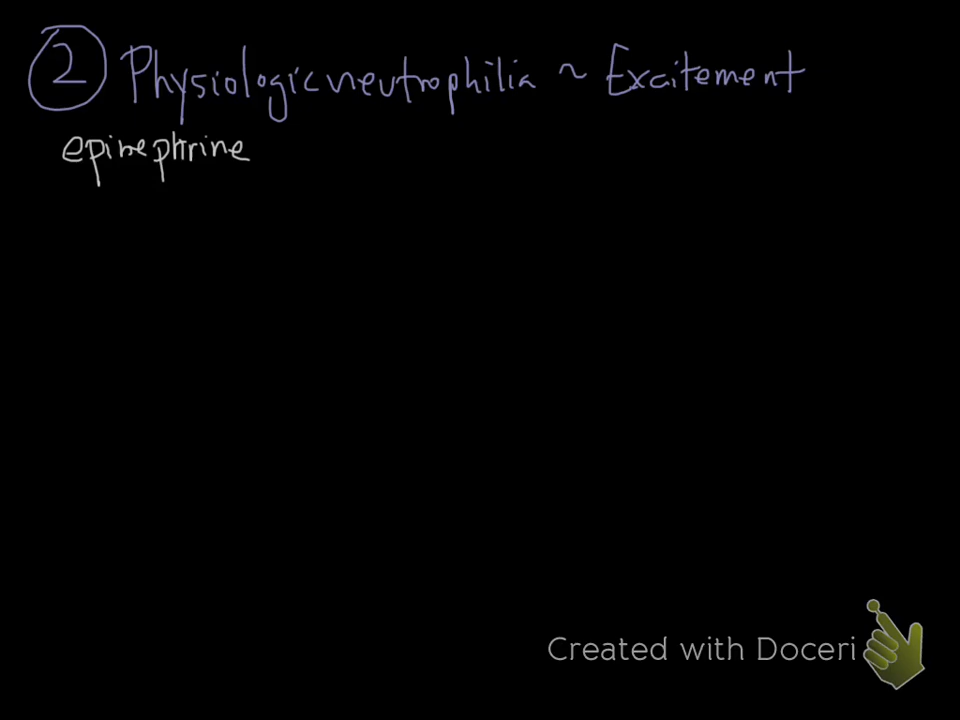 2 Physiologic neutrophilia ~ Excitement
epinephrine
Created with Doceri